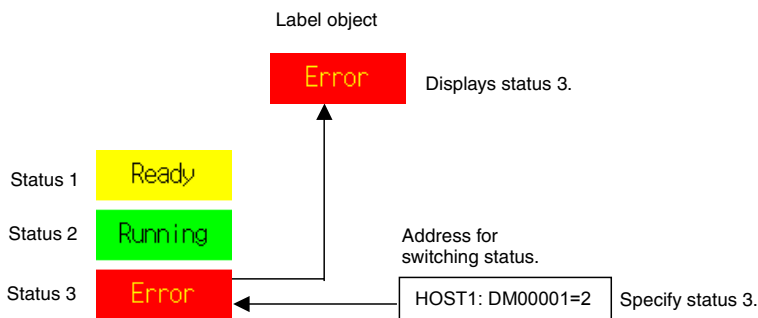 Label object
Error
Displays status 3.
Status 1
Ready
Status 2
Running
Status 3
Error
Address for
switching status.
HOST1: DM00001=2
Specify status 3.